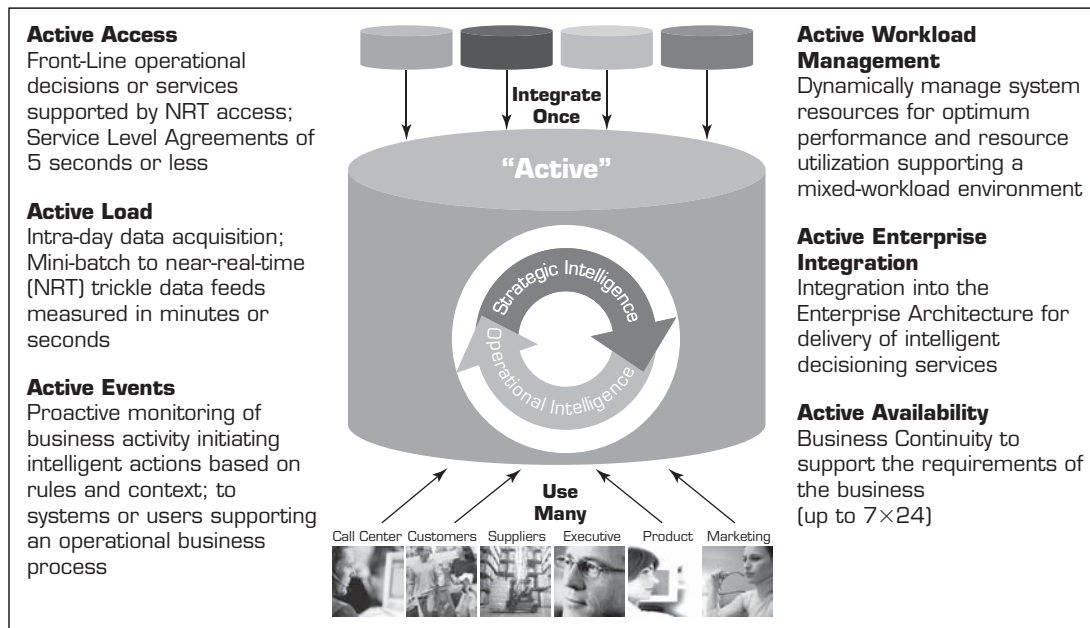 Active Access
Front-Line operational
decisions or services
supported by NRT access;
Service Level Agreements of
5 seconds or less
Active Load
Intra-day data acquisition;
Mini-batch to near-real-time
(NRT) trickle data feeds
measured in minutes or
seconds
Active Events
Proactive monitoring of
business activity initiating
intelligent actions based on
rules and context; to
systems or users supporting
an operational business
process
Integrate
Once
“Active”
Strategic Intelligence
Operational Intelligence
Use
Many
Call Center Customers Suppliers Executive Product Marketing
Active Workload
Management
Dynamically manage system
resources for optimum
performance and resource
utilization supporting a
mixed-workload environment
Active Enterprise
Integration
Integration into the
Enterprise Architecture for
delivery of intelligent
decisioning services
Active Availability
Business Continuity to
support the requirements of
the business
(up to 7×24)